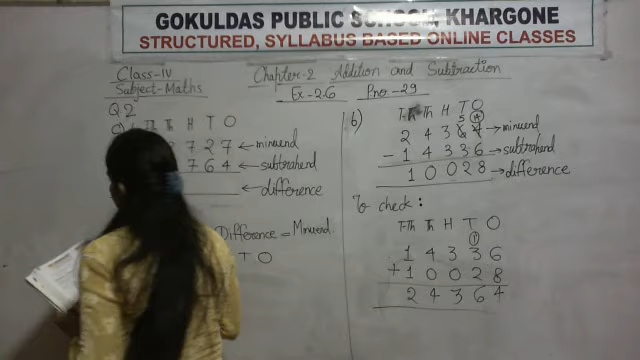 GOKULDAS PUBLIC SCHOOL, KHARGONE
STRUCTURED, SYLLABUS BASED ONLINE CLASSES
Class-IV
Chapter-2 Addition and Subtraction
Subject-Maths
Ex-2.6 Pno-29
Q2
Th H T O
7 2 7 ← minuend
7 6 4 ← subtrahend
← difference
Difference = Minuend.
T O
b)
T-Th Th H T O
5 14
2 4 3 6 4 → minuend
- 1 4 3 3 6 → subtrahend
1 0 0 2 8 → difference
To check :
T-Th Th H T O
1
1 4 3 3 6
+ 1 0 0 2 8
2 4 3 6 4